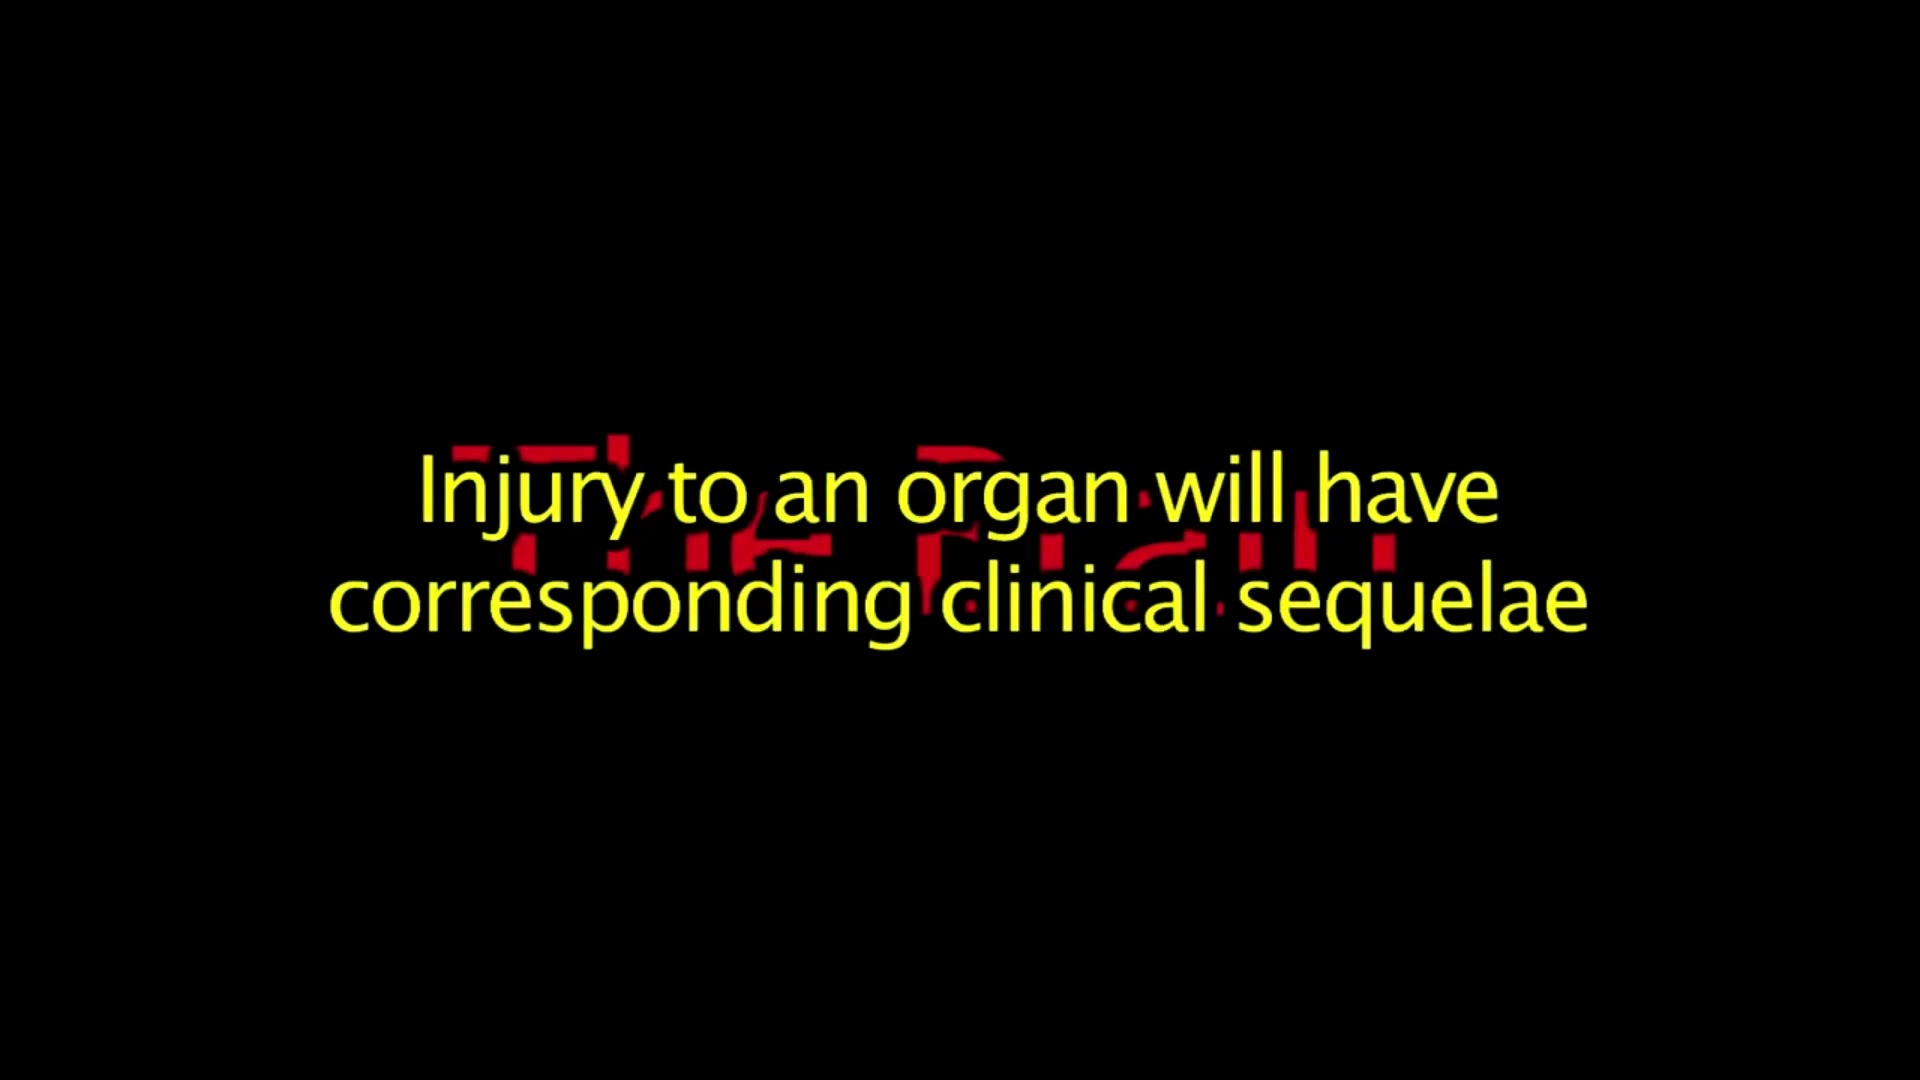 Injury to an organ will have
corresponding clinical sequelae